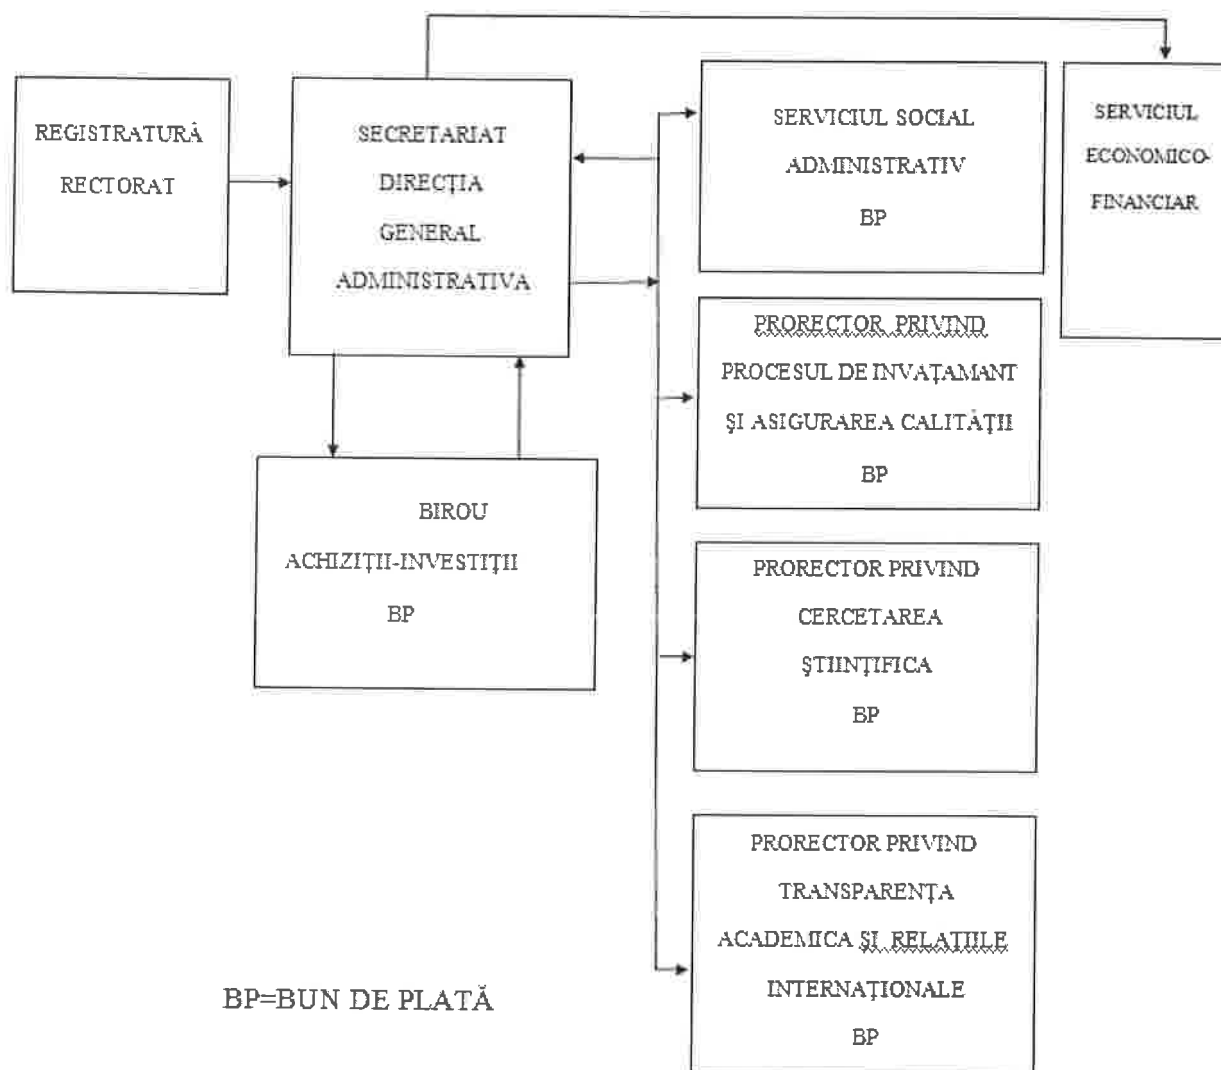 REGISTRATURĂ
RECTORAT
SECRETARIAT
DIRECȚIA
GENERAL
ADMINISTRATIVA
SERVICIUL SOCIAL
ADMINISTRATIV
BP
SERVICIUL
ECONOMICO-
FINANCIAR
PRORECTOR PRIVIND
PROCESUL DE INVAȚAMANT
ŞI ASIGURAREA CALITĂȚII
BP
BIROU
ACHIZIȚII-INVESTIȚII
BP
PRORECTOR PRIVIND
CERCETAREA
ŞTIINȚIFICA
BP
PRORECTOR PRIVIND
TRANSPARENȚA
ACADEMICA ŞI RELAȚIILE
INTERNAȚIONALE
BP
BP=BUN DE PLATĂ